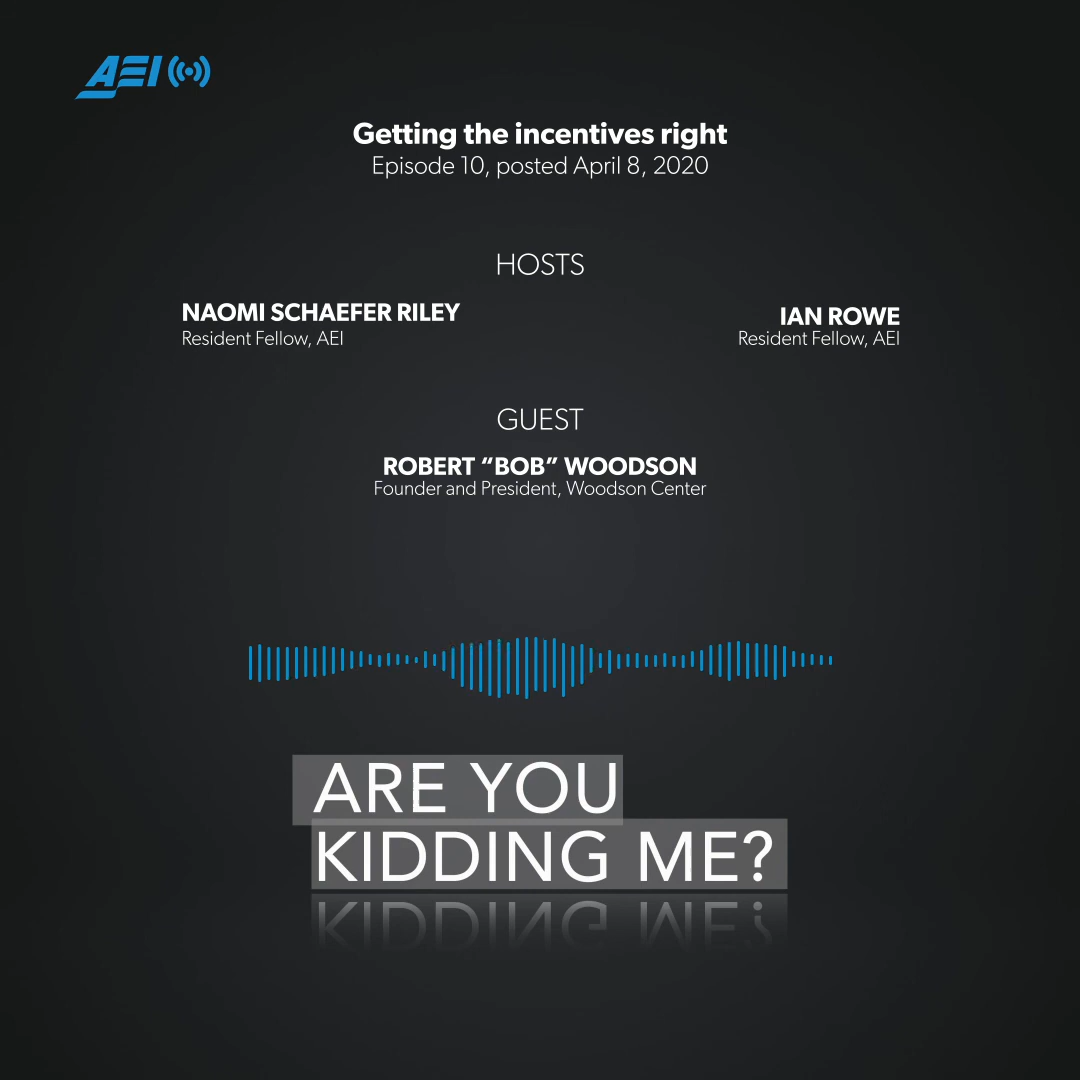 AEI
Getting the incentives right
Episode 10, posted April 8, 2020
HOSTS
NAOMI SCHAEFER RILEY
Resident Fellow, AEI
IAN ROWE
Resident Fellow, AEI
GUEST
ROBERT “BOB” WOODSON
Founder and President, Woodson Center
ARE YOU
KIDDING ME?